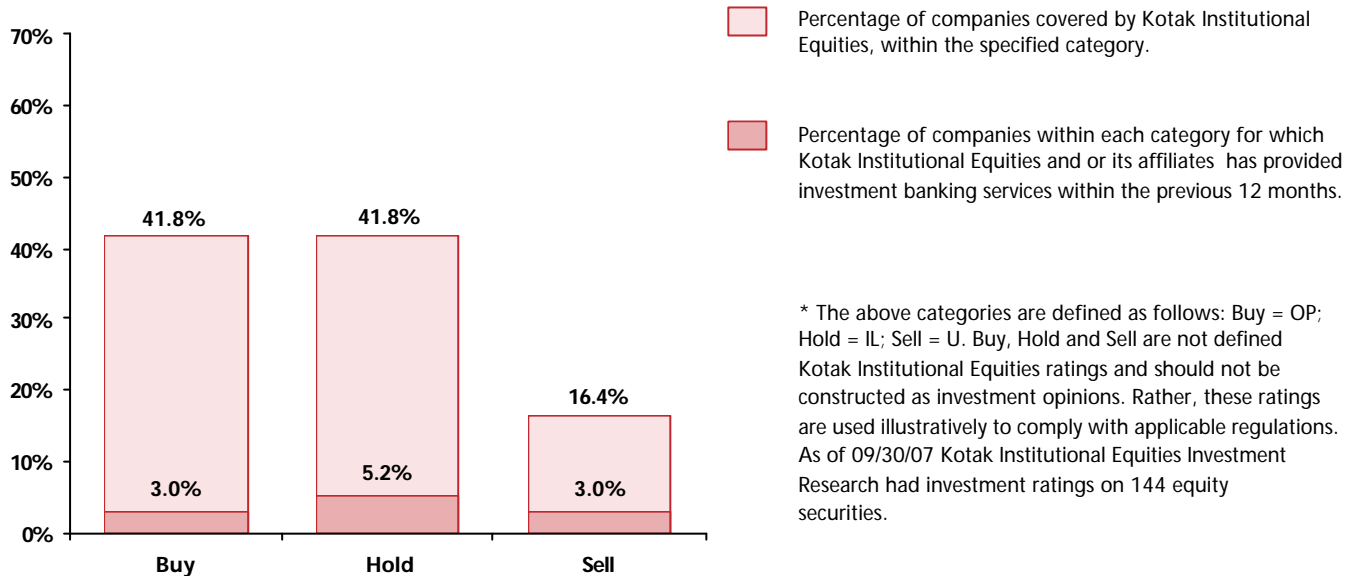 70%
60%
50%
40%
30%
20%
10%
0%
41.8%
41.8%
16.4%
3.0%
5.2%
3.0%
Buy
Hold
Sell
Percentage of companies covered by Kotak Institutional
Equities, within the specified category.
Percentage of companies within each category for which
Kotak Institutional Equities and or its affiliates has provided
investment banking services within the previous 12 months.
* The above categories are defined as follows: Buy = OP;
Hold = IL; Sell = U. Buy, Hold and Sell are not defined
Kotak Institutional Equities ratings and should not be
constructed as investment opinions. Rather, these ratings
are used illustratively to comply with applicable regulations.
As of 09/30/07 Kotak Institutional Equities Investment
Research had investment ratings on 144 equity
securities.